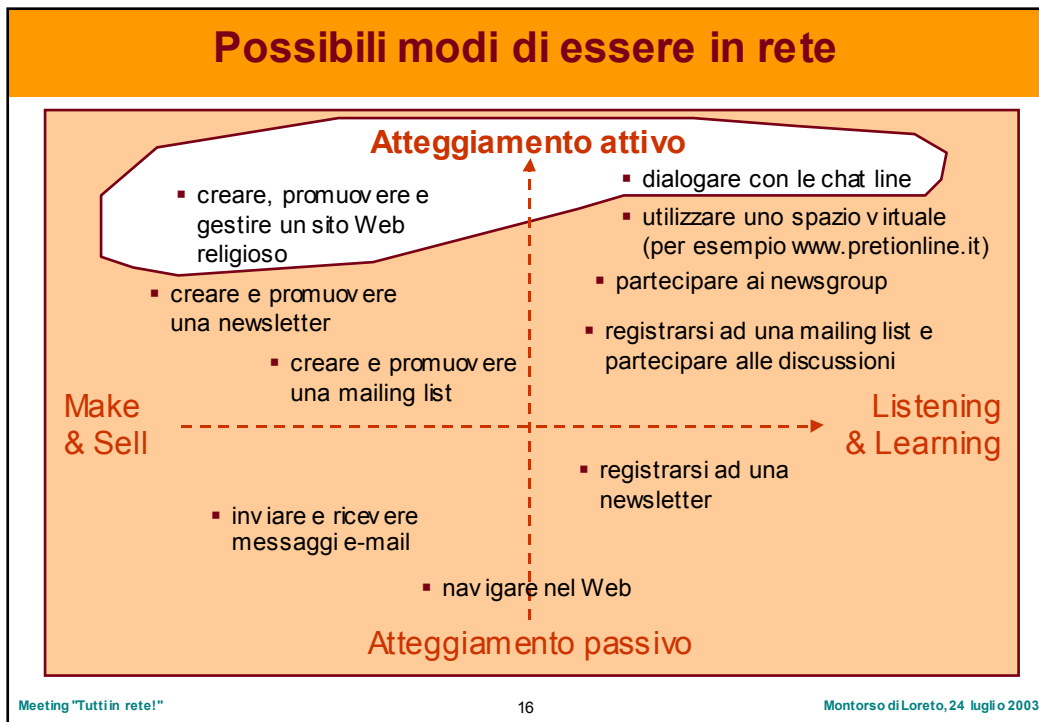 Possibili modi di essere in rete
Atteggiamento attivo
▪ creare, promuovere e
gestire un sito Web
religioso
▪ dialogare con le chat line
▪ utilizzare uno spazio virtuale
(per esempio www.pretionline.it)
▪ creare e promuovere
una newsletter
▪ partecipare ai newsgroup
▪ creare e promuovere
una mailing list
▪ registrarsi ad una mailing list e
partecipare alle discussioni
Make
& Sell
Listening
& Learning
▪ registrarsi ad una
newsletter
▪ inviare e ricevere
messaggi e-mail
▪ navigare nel Web
Atteggiamento passivo
Meeting "Tutti in rete!"
16
Montorso di Loreto, 24 luglio 2003